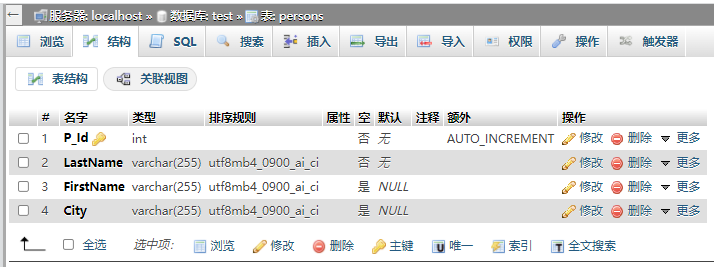 服务器: localhost » 数据库: test » 表: persons
浏览 结构 SQL 搜索 插入 导出 导入 权限 操作 触发器
表结构 关联视图
# 名字 类型 排序规则 属性 空 默认 注释 额外 操作
1 P_Id int 否 无 AUTO_INCREMENT 修改 删除 更多
2 LastName varchar(255) utf8mb4_0900_ai_ci 否 无 修改 删除 更多
3 FirstName varchar(255) utf8mb4_0900_ai_ci 是 NULL 修改 删除 更多
4 City varchar(255) utf8mb4_0900_ai_ci 是 NULL 修改 删除 更多
全选 选中项: 浏览 修改 删除 主键 唯一 索引 全文搜索